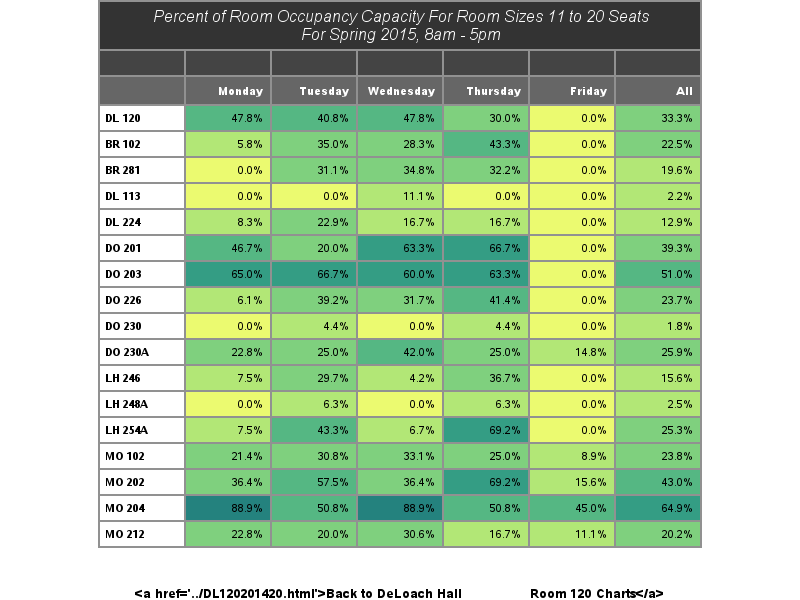 Percent of Room Occupancy Capacity For Room Sizes 11 to 20 Seats
For Spring 2015, 8am - 5pm
Monday Tuesday Wednesday Thursday Friday All
DL 120 47.8% 40.8% 47.8% 30.0% 0.0% 33.3%
BR 102 5.8% 35.0% 28.3% 43.3% 0.0% 22.5%
BR 281 0.0% 31.1% 34.8% 32.2% 0.0% 19.6%
DL 113 0.0% 0.0% 11.1% 0.0% 0.0% 2.2%
DL 224 8.3% 22.9% 16.7% 16.7% 0.0% 12.9%
DO 201 46.7% 20.0% 63.3% 66.7% 0.0% 39.3%
DO 203 65.0% 66.7% 60.0% 63.3% 0.0% 51.0%
DO 226 6.1% 39.2% 31.7% 41.4% 0.0% 23.7%
DO 230 0.0% 4.4% 0.0% 4.4% 0.0% 1.8%
DO 230A 22.8% 25.0% 42.0% 25.0% 14.8% 25.9%
LH 246 7.5% 29.7% 4.2% 36.7% 0.0% 15.6%
LH 248A 0.0% 6.3% 0.0% 6.3% 0.0% 2.5%
LH 254A 7.5% 43.3% 6.7% 69.2% 0.0% 25.3%
MO 102 21.4% 30.8% 33.1% 25.0% 8.9% 23.8%
MO 202 36.4% 57.5% 36.4% 69.2% 15.6% 43.0%
MO 204 88.9% 50.8% 88.9% 50.8% 45.0% 64.9%
MO 212 22.8% 20.0% 30.6% 16.7% 11.1% 20.2%
<a href='../DL120201420.html'>Back to DeLoach Hall Room 120 Charts</a>